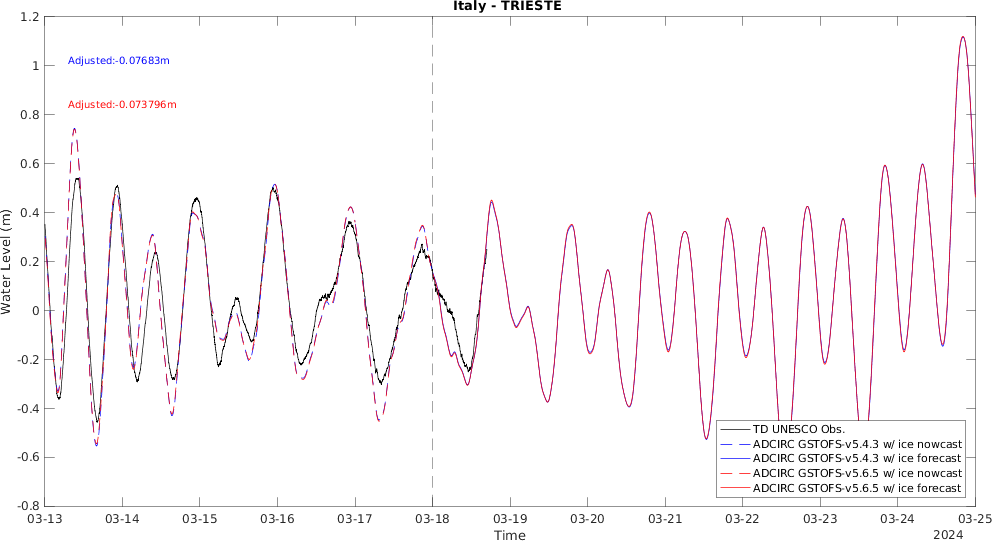 Italy - TRIESTE
1.2
1
0.8
0.6
0.4
0.2
0
-0.2
-0.4
-0.6
-0.8
Water Level (m)
Adjusted:-0.07683m
Adjusted:-0.073796m
TD UNESCO Obs.
ADCIRC GSTOFS-v5.4.3 w/ ice nowcast
ADCIRC GSTOFS-v5.4.3 w/ ice forecast
ADCIRC GSTOFS-v5.6.5 w/ ice nowcast
ADCIRC GSTOFS-v5.6.5 w/ ice forecast
03-13 03-14 03-15 03-16 03-17 03-18 03-19 03-20 03-21 03-22 03-23 03-24 03-25
Time
2024